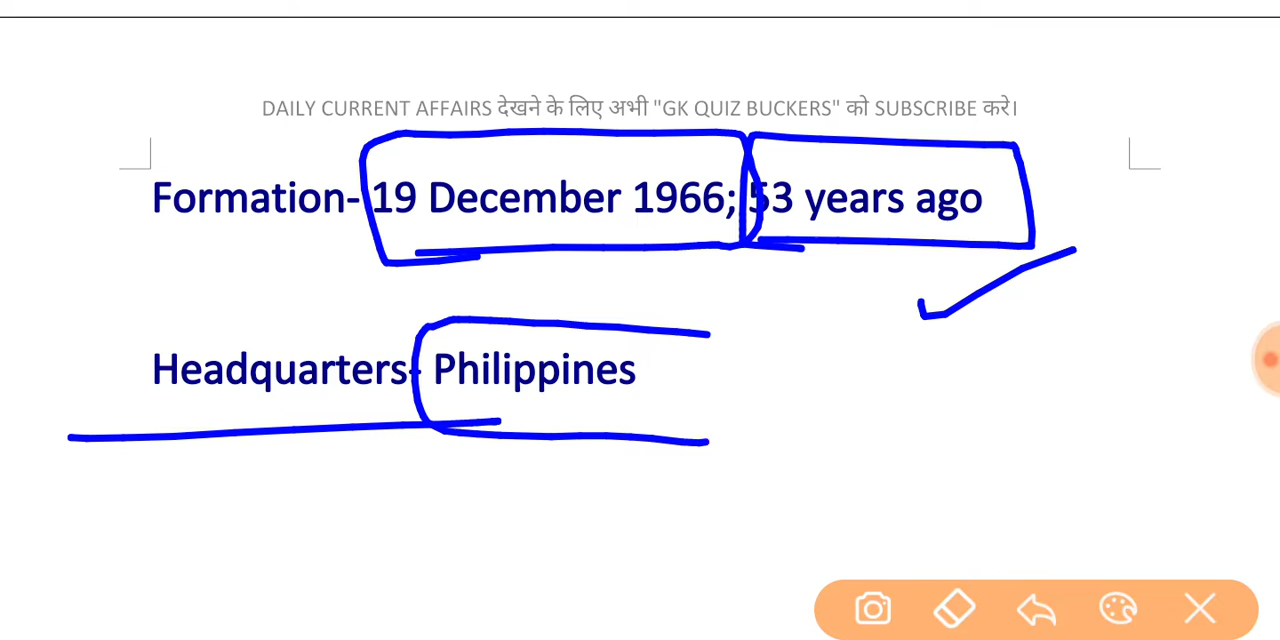 DAILY CURRENT AFFAIRS देखने के लिए अभी "GK QUIZ BUCKERS" को SUBSCRIBE करे।
Formation- 19 December 1966; 53 years ago
Headquarters- Philippines